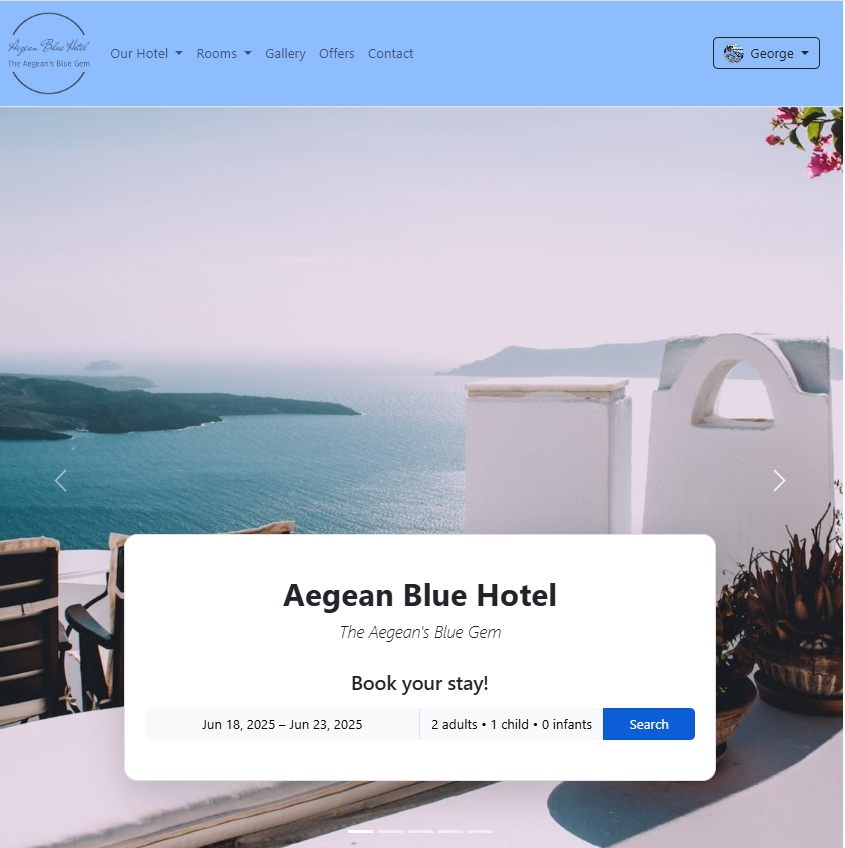 Aegean Blue Hotel
The Aegean's Blue Gem
Our Hotel Rooms Gallery Offers Contact George
Aegean Blue Hotel
The Aegean's Blue Gem
Book your stay!
Jun 18, 2025 – Jun 23, 2025 2 adults • 1 child • 0 infants Search